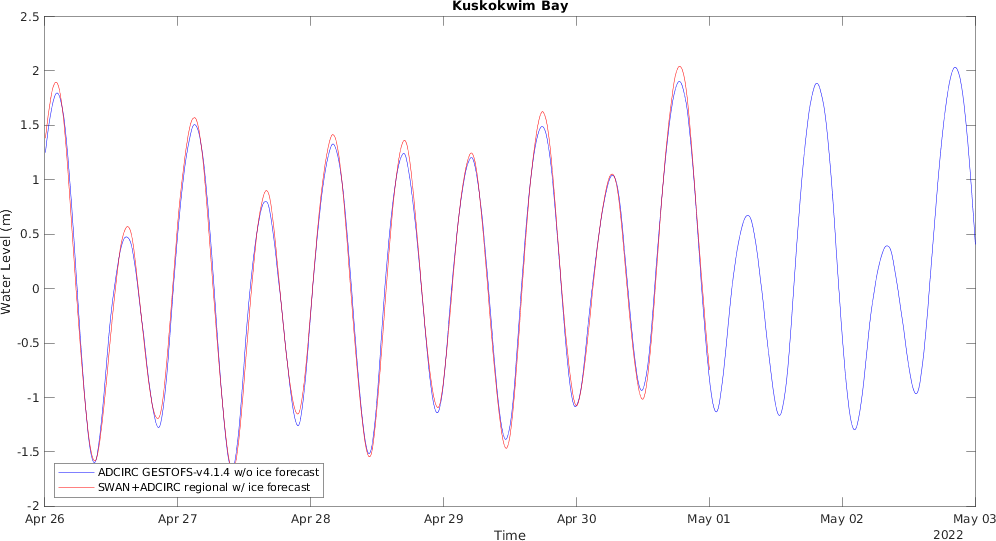 Kuskokwim Bay
2.5
2
1.5
1
0.5
0
-0.5
-1
-1.5
-2
Water Level (m)
ADCIRC GESTOFS-v4.1.4 w/o ice forecast
SWAN+ADCIRC regional w/ ice forecast
Apr 26 Apr 27 Apr 28 Apr 29 Apr 30 May 01 May 02 May 03
Time
2022